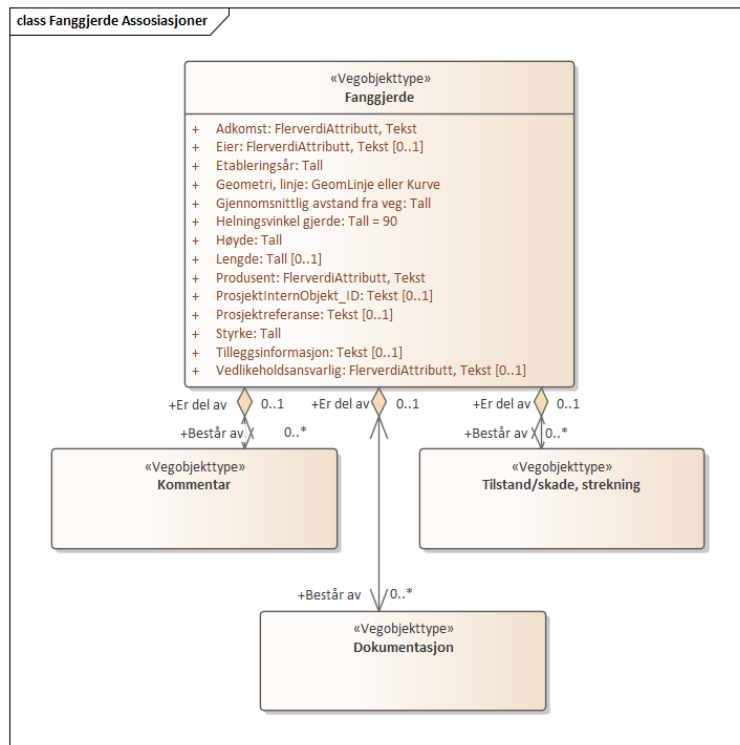 class Fanggjerde Assosiasjoner
«Vegobjekttype»
Fanggjerde
+ Adkomst: FlerverdiAttributt, Tekst
+ Eier: FlerverdiAttributt, Tekst [0..1]
+ Etableringsår: Tall
+ Geometri, linje: GeomLinje eller Kurve
+ Gjennomsnittlig avstand fra veg: Tall
+ Helningsvinkel gjerde: Tall = 90
+ Høyde: Tall
+ Lengde: Tall [0..1]
+ Produsent: FlerverdiAttributt, Tekst
+ ProsjektInternObjekt_ID: Tekst [0..1]
+ Prosjektreferanse: Tekst [0..1]
+ Styrke: Tall
+ Tilleggsinformasjon: Tekst [0..1]
+ Vedlikeholdsansvarlig: FlerverdiAttributt, Tekst [0..1]
+Er del av 0..1 +Er del av 0..1 +Er del av 0..1
+Består av 0..* +Består av 0..*
«Vegobjekttype»
Kommentar
«Vegobjekttype»
Tilstand/skade, strekning
+Består av 0..*
«Vegobjekttype»
Dokumentasjon